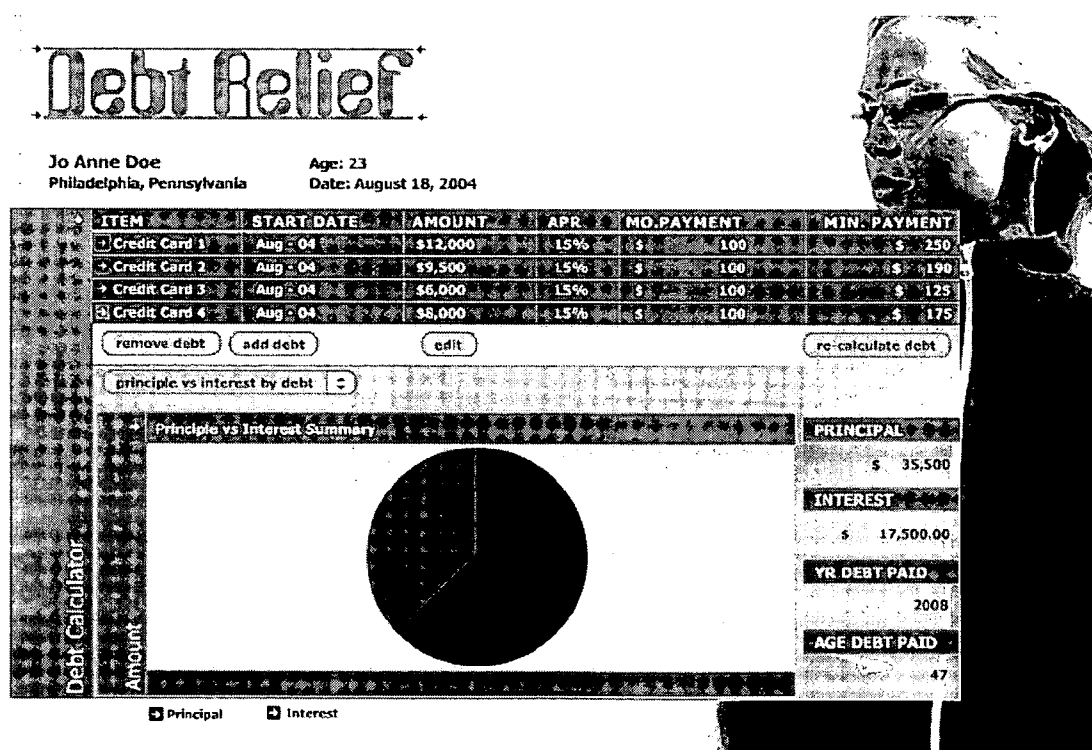 Debt Relief
Jo Anne Doe Age: 23
Philadelphia, Pennsylvania Date: August 18, 2004
ITEM START DATE AMOUNT APR MO.PAYMENT MIN. PAYMENT
Credit Card 1 Aug - 04 $12,000 15% $ 100 $ 250
Credit Card 2 Aug - 04 $9,500 15% $ 100 $ 190
Credit Card 3 Aug - 04 $6,000 15% $ 100 $ 125
Credit Card 4 Aug - 04 $8,000 15% $ 100 $ 175
remove debt add debt edit re-calculate debt
principle vs interest by debt
Debt Calculator
Amount
Principle vs Interest Summary
PRINCIPAL
$ 35,500
INTEREST
$ 17,500.00
YR DEBT PAID
2008
AGE DEBT PAID
47
Principal Interest